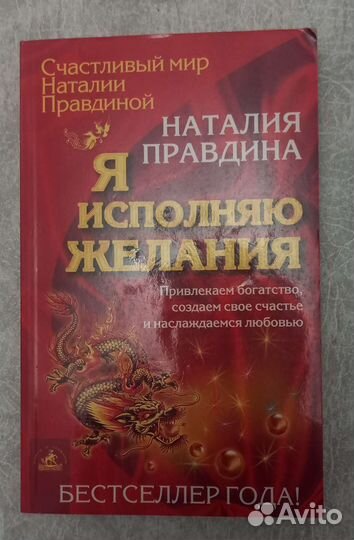 Счастливый мир
Наталии
Правдиной
НАТАЛИЯ
ПРАВДИНА
Я
ИСПОЛНЯЮ
ЖЕЛАНИЯ
Привлекаем богатство,
создаем свое счастье
и наслаждаемся любовью
БЕСТСЕЛЛЕР ГОДА!
Avito